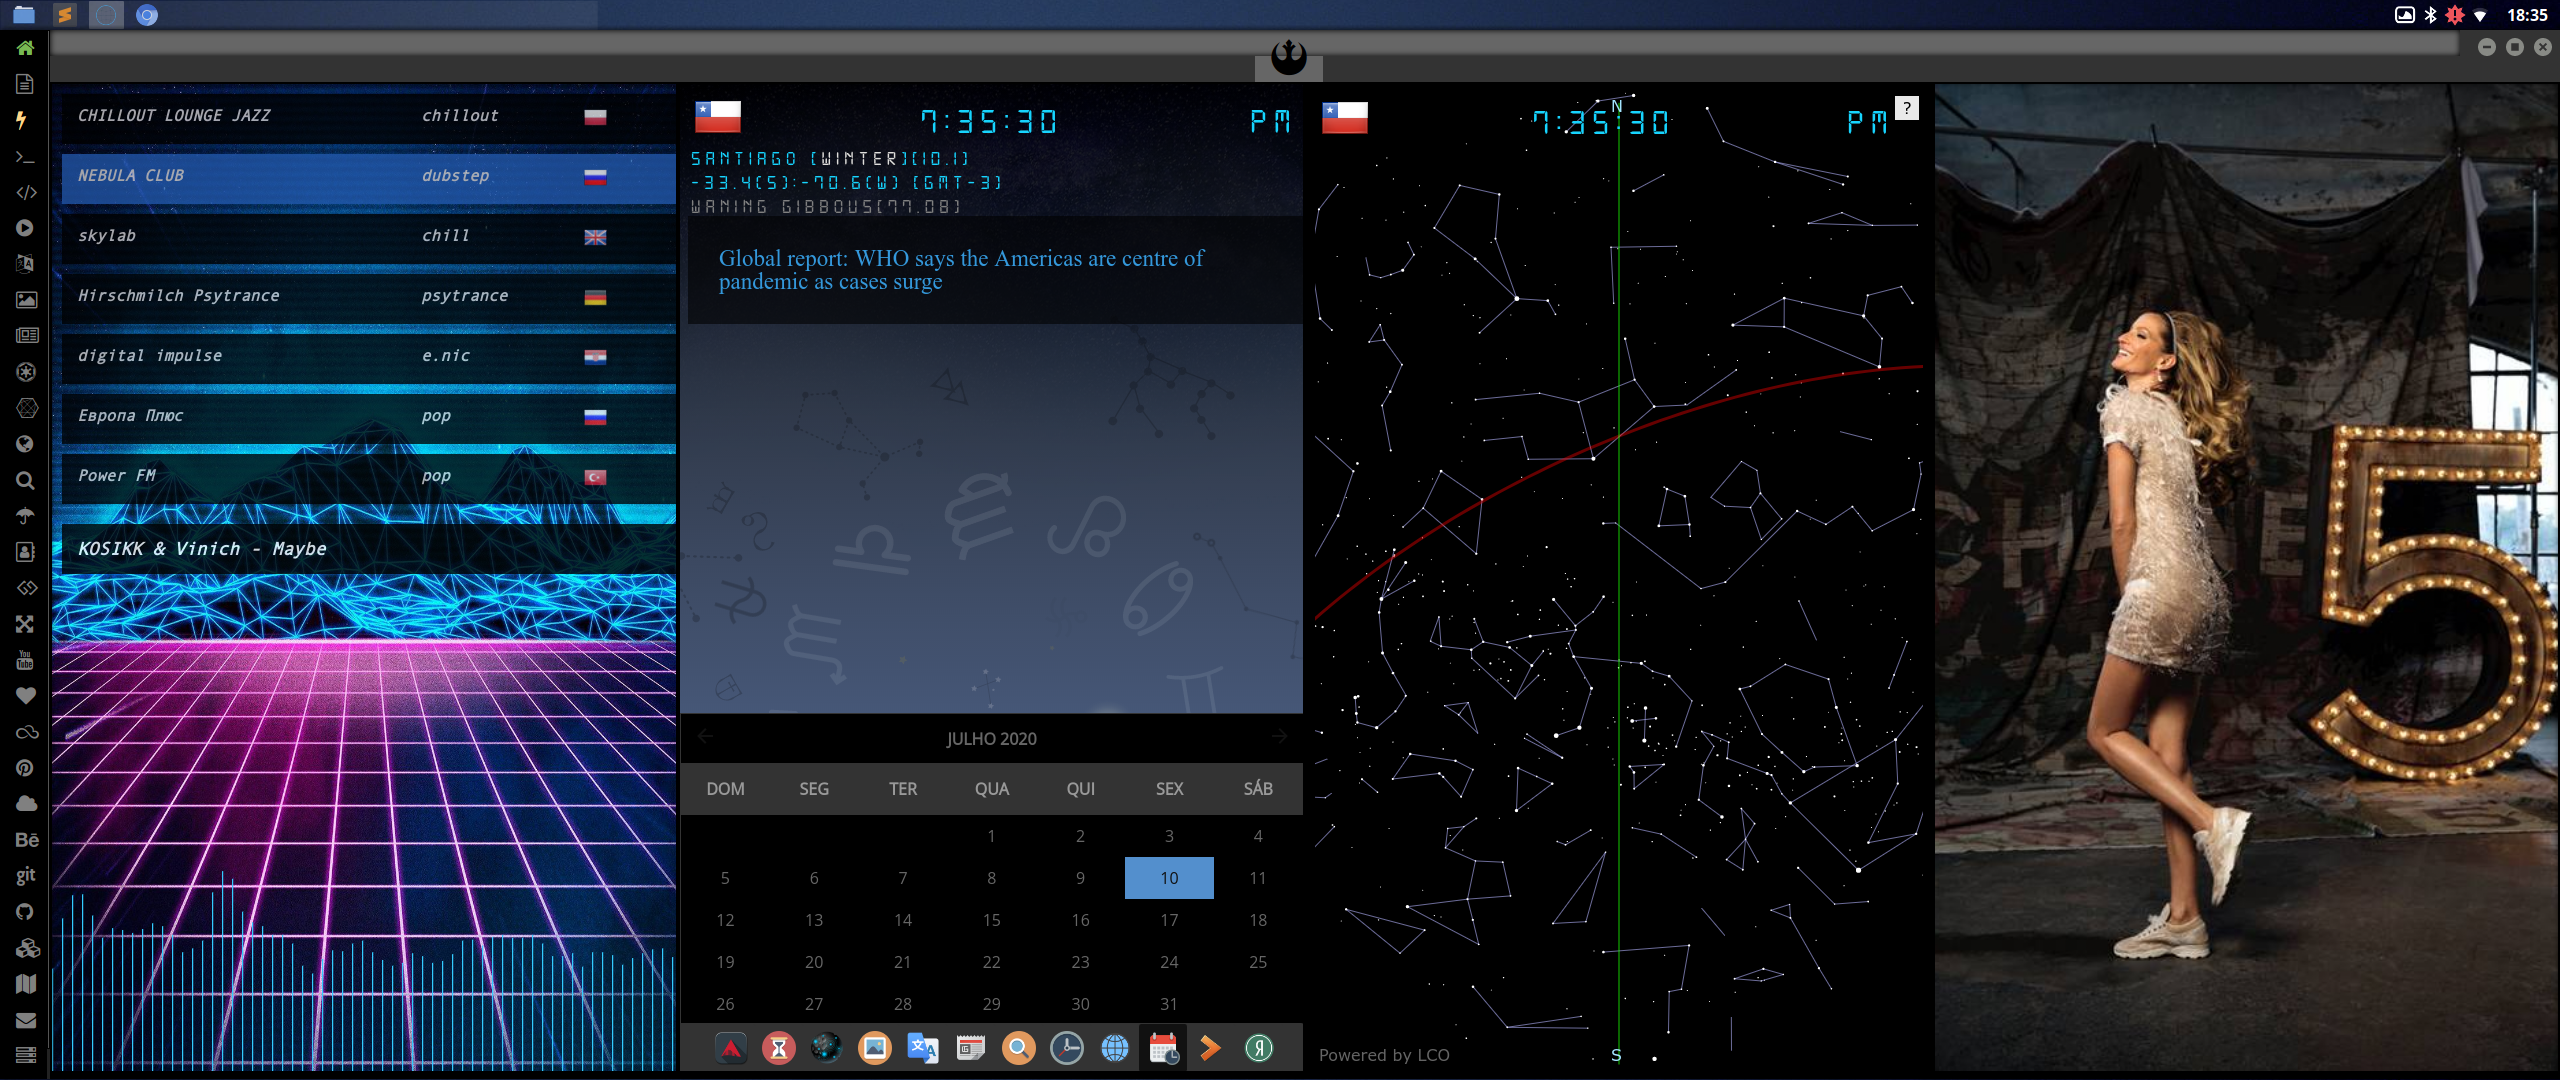 18:35
CHILLOUT LOUNGE JAZZ chillout
NEBULA CLUB dubstep
skylab chill
Hirschmilch Psytrance psytrance
digital impulse e.nic
Европа Плюс pop
Power FM pop
KOSIKK & Vinich - Maybe
You
Tube
Bē
git
7:35:30 PM
SANTIAGO [WINTER][10.1]
-33.4(S):-70.6(W) [GMT-3]
WANING GIBBOUS[77.08]
Global report: WHO says the Americas are centre of
pandemic as cases surge
JULHO 2020
DOM SEG TER QUA QUI SEX SÁB
1 2 3 4
5 6 7 8 9 10 11
12 13 14 15 16 17 18
19 20 21 22 23 24 25
26 27 28 29 30 31
N
7:35:30 PM ?
S
Powered by LCO
5